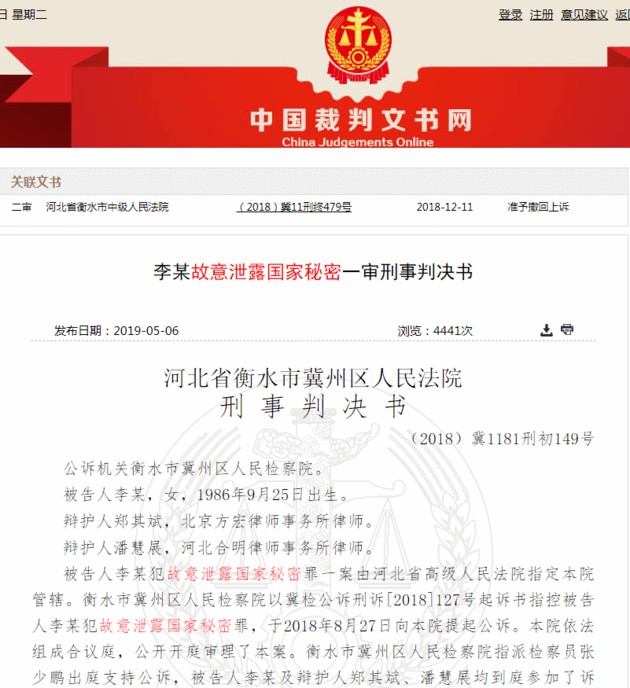 日 星期二
登录 注册 意见建议 返回
中国裁判文书网
China Judgements Online
关联文书
二审 河北省衡水市中级人民法院 （2018）冀11刑终479号 2018-12-11 准予撤回上诉
李某故意泄露国家秘密一审刑事判决书
发布日期：2019-05-06 浏览：4441次
河北省衡水市冀州区人民法院
刑 事 判 决 书
（2018）冀1181刑初149号
公诉机关衡水市冀州区人民检察院。
被告人李某，女，1986年9月25日出生。
辩护人郑其斌，北京方宏律师事务所律师。
辩护人潘慧展，河北合明律师事务所律师。
被告人李某犯故意泄露国家秘密罪一案由河北省高级人民法院指定本院
管辖。衡水市冀州区人民检察院以冀检公诉刑诉[2018]127号起诉书指控被告
人李某犯故意泄露国家秘密罪，于2018年8月27日向本院提起公诉。本院依法
组成合议庭，公开开庭审理了本案。衡水市冀州区人民检察院指派检察员张
少鹏出庭支持公诉，被告人李某及辩护人郑其斌、潘慧展均到庭参加了诉